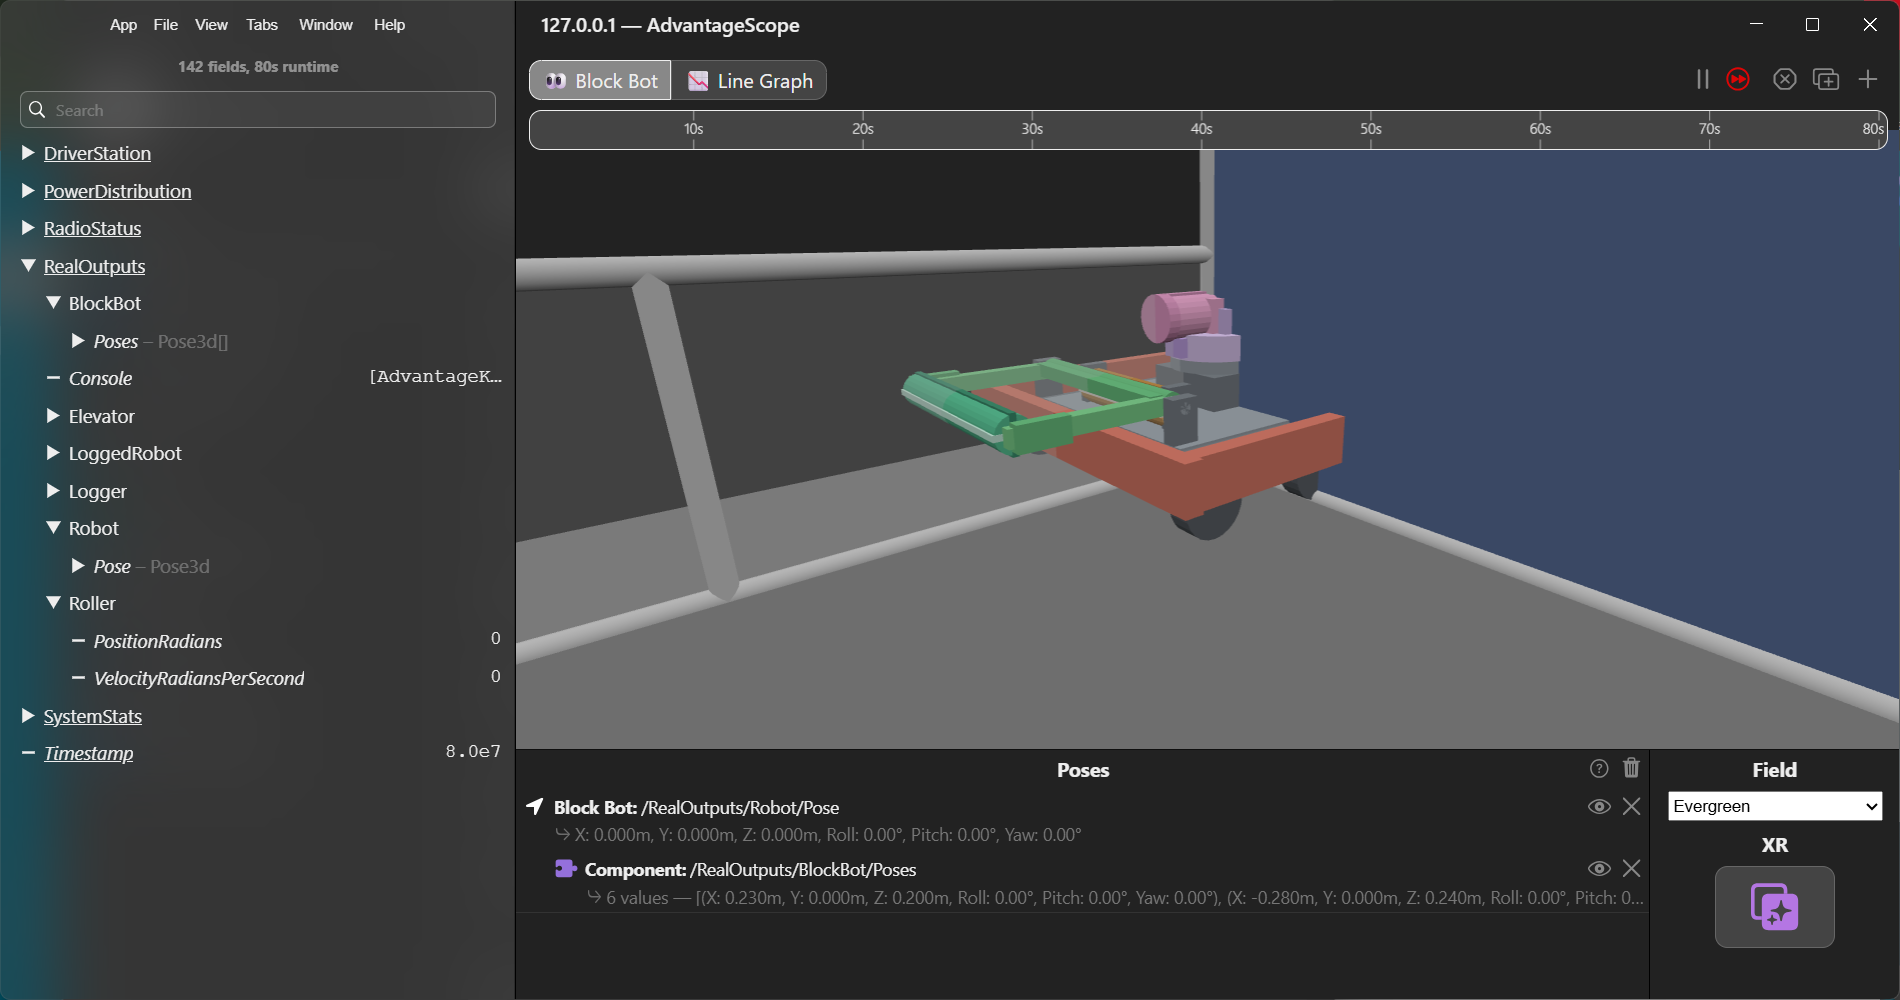 App File View Tabs Window Help
142 fields, 80s runtime
Search
DriverStation
PowerDistribution
RadioStatus
RealOutputs
BlockBot
Poses – Pose3d[]
Console [AdvantageK...
Elevator
LoggedRobot
Logger
Robot
Pose – Pose3d
Roller
PositionRadians 0
VelocityRadiansPerSecond 0
SystemStats
Timestamp 8.0e7
127.0.0.1 — AdvantageScope
Block Bot Line Graph
10s 20s 30s 40s 50s 60s 70s 80s
Poses
Block Bot: /RealOutputs/Robot/Pose
X: 0.000m, Y: 0.000m, Z: 0.000m, Roll: 0.00°, Pitch: 0.00°, Yaw: 0.00°
Component: /RealOutputs/BlockBot/Poses
6 values — [(X: 0.230m, Y: 0.000m, Z: 0.200m, Roll: 0.00°, Pitch: 0.00°, Yaw: 0.00°), (X: -0.280m, Y: 0.000m, Z: 0.240m, Roll: 0.00°, Pitch: 0...
Field
Evergreen
XR